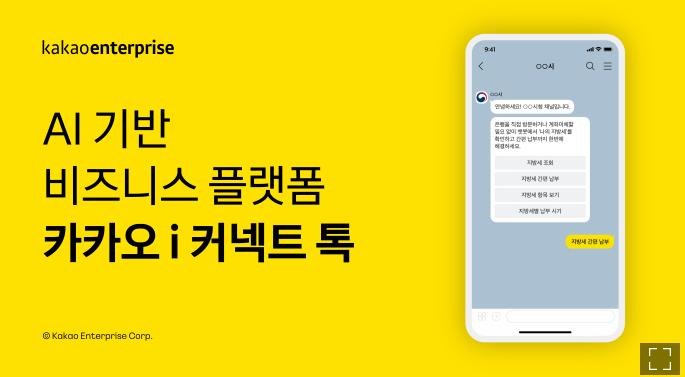 kakaoenterprise
AI 기반
비즈니스 플랫폼
카카오 i 커넥트 톡
© Kakao Enterprise Corp.
9:41
○○시
○○시
안녕하세요! ○○시청 채널입니다.
은행을 직접 방문하거나 계좌이체할
필요 없이 챗봇에서 '나의 지방세'를
확인하고 간편 납부까지 한번에
해결하세요.
지방세 조회
지방세 간편 납부
지방세 항목 보기
지방세별 납부 시기
지방세 간편 납부